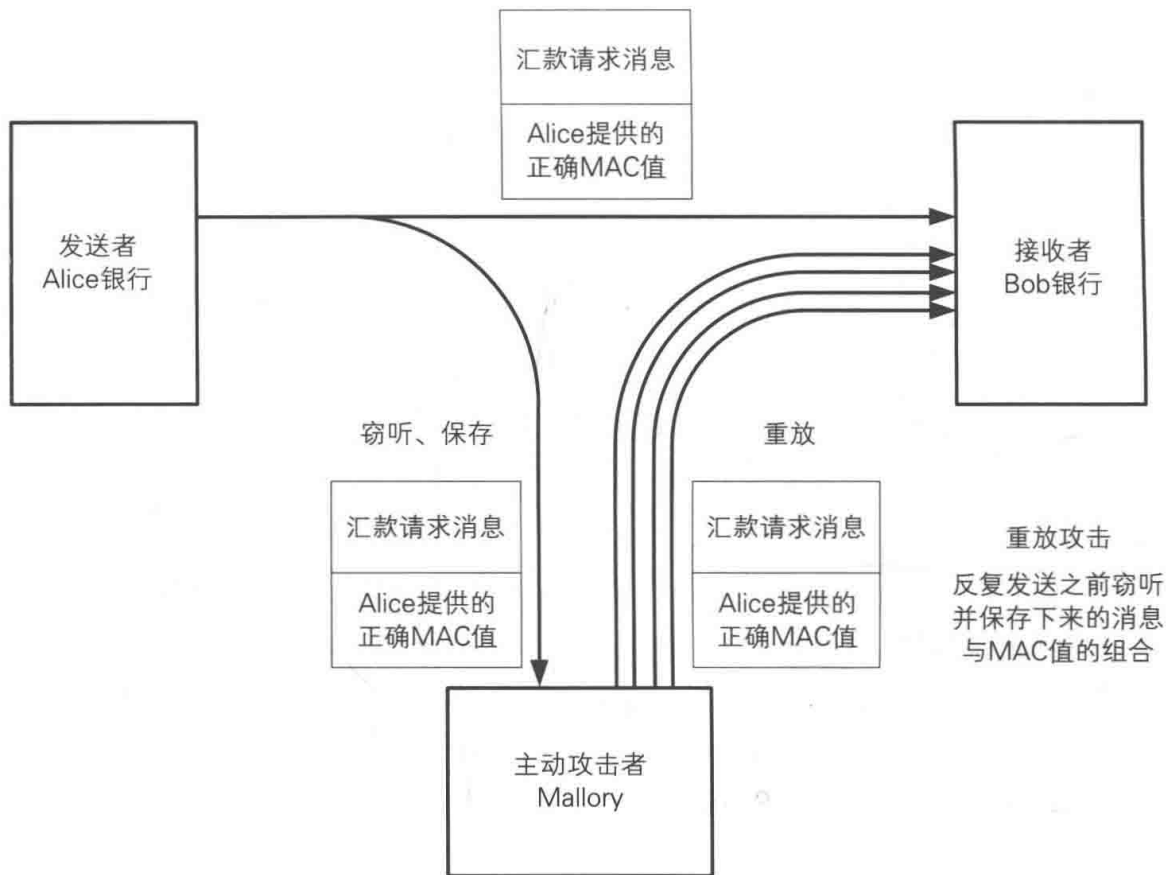 汇款请求消息
Alice提供的
正确MAC值
发送者
Alice银行
接收者
Bob银行
窃听、保存
重放
汇款请求消息
Alice提供的
正确MAC值
汇款请求消息
Alice提供的
正确MAC值
重放攻击
反复发送之前窃听
并保存下来的消息
与MAC值的组合
主动攻击者
Mallory